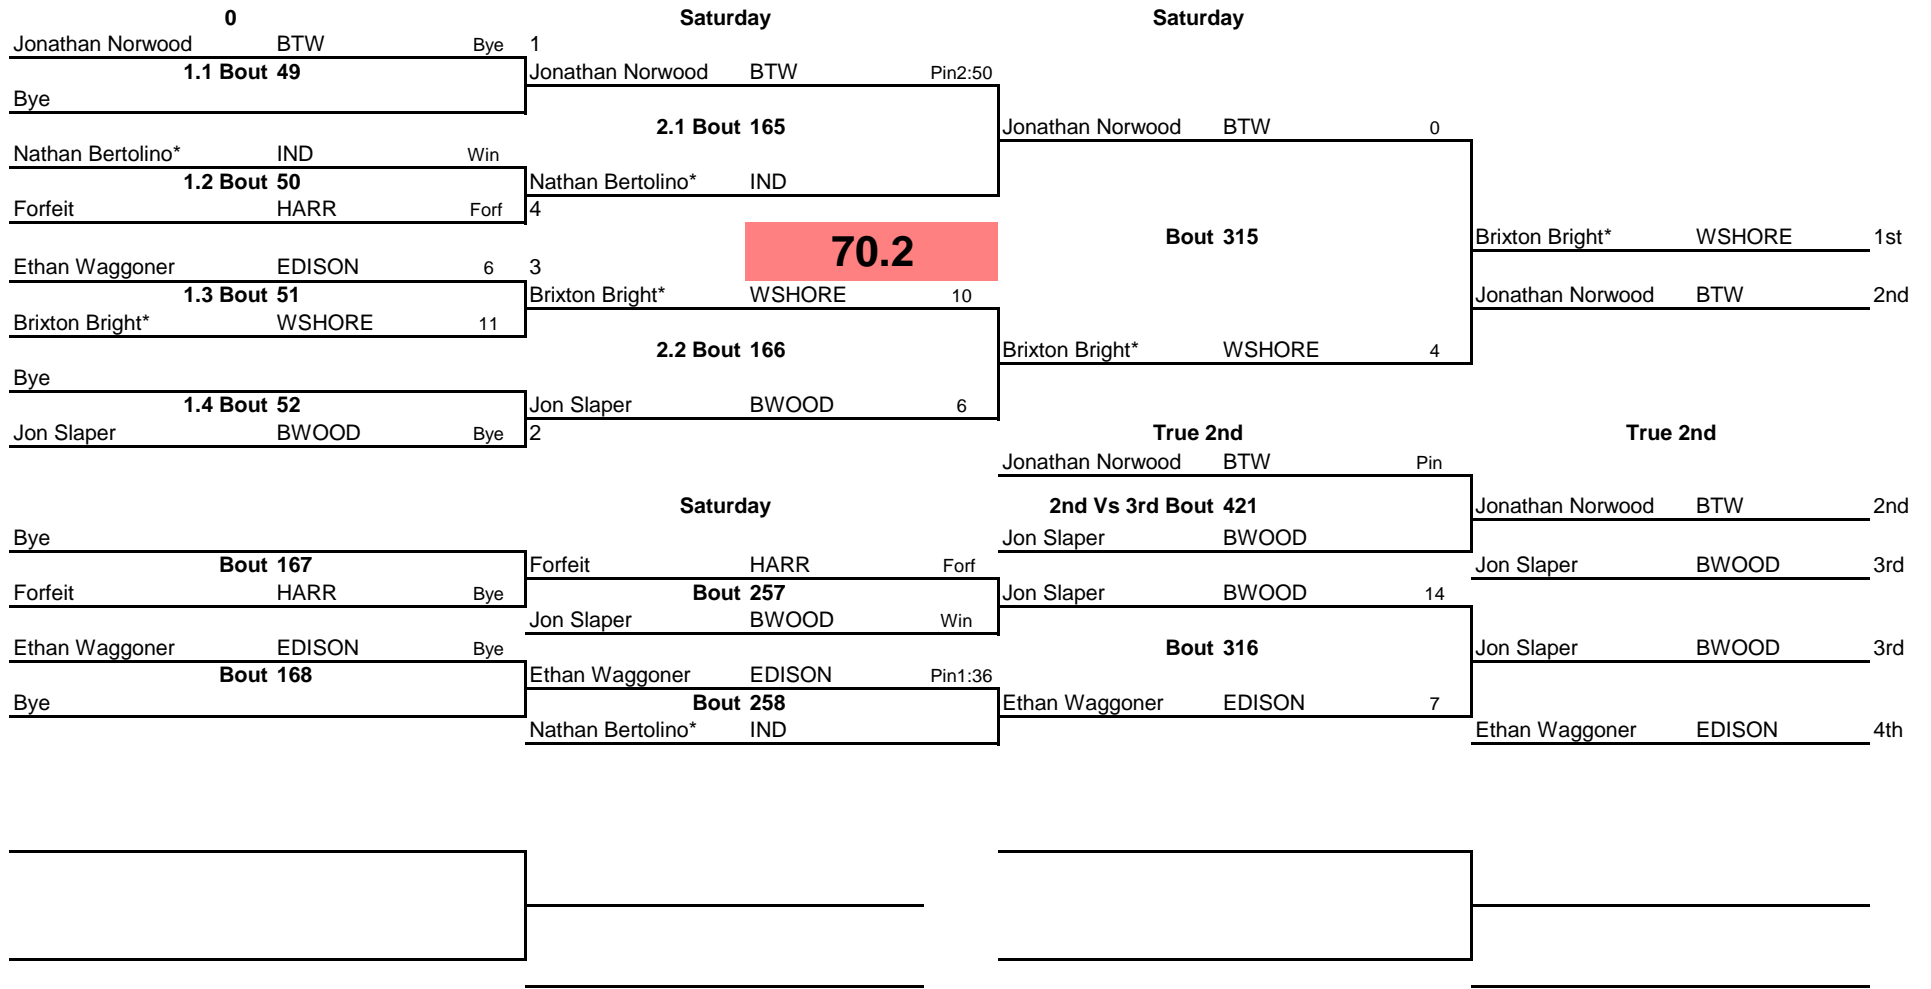 0 Saturday Saturday
Jonathan Norwood BTW Bye 1
1.1 Bout 49 Jonathan Norwood BTW Pin2:50
Bye
2.1 Bout 165 Jonathan Norwood BTW 0
Nathan Bertolino* IND Win
1.2 Bout 50 Nathan Bertolino* IND
Forfeit HARR Forf 4
70.2 Bout 315 Brixton Bright* WSHORE 1st
Ethan Waggoner EDISON 6 3
1.3 Bout 51 Brixton Bright* WSHORE 10 Jonathan Norwood BTW 2nd
Brixton Bright* WSHORE 11
2.2 Bout 166 Brixton Bright* WSHORE 4
Bye
1.4 Bout 52 Jon Slaper BWOOD 6
Jon Slaper BWOOD Bye 2 True 2nd True 2nd
Jonathan Norwood BTW Pin
Saturday 2nd Vs 3rd Bout 421 Jonathan Norwood BTW 2nd
Bye Jon Slaper BWOOD
Bout 167 Forfeit HARR Forf Jon Slaper BWOOD 3rd
Forfeit HARR Bye Bout 257 Jon Slaper BWOOD 14
Jon Slaper BWOOD Win
Ethan Waggoner EDISON Bye Bout 316 Jon Slaper BWOOD 3rd
Bout 168 Ethan Waggoner EDISON Pin1:36
Bye Bout 258 Ethan Waggoner EDISON 7
Nathan Bertolino* IND Ethan Waggoner EDISON 4th